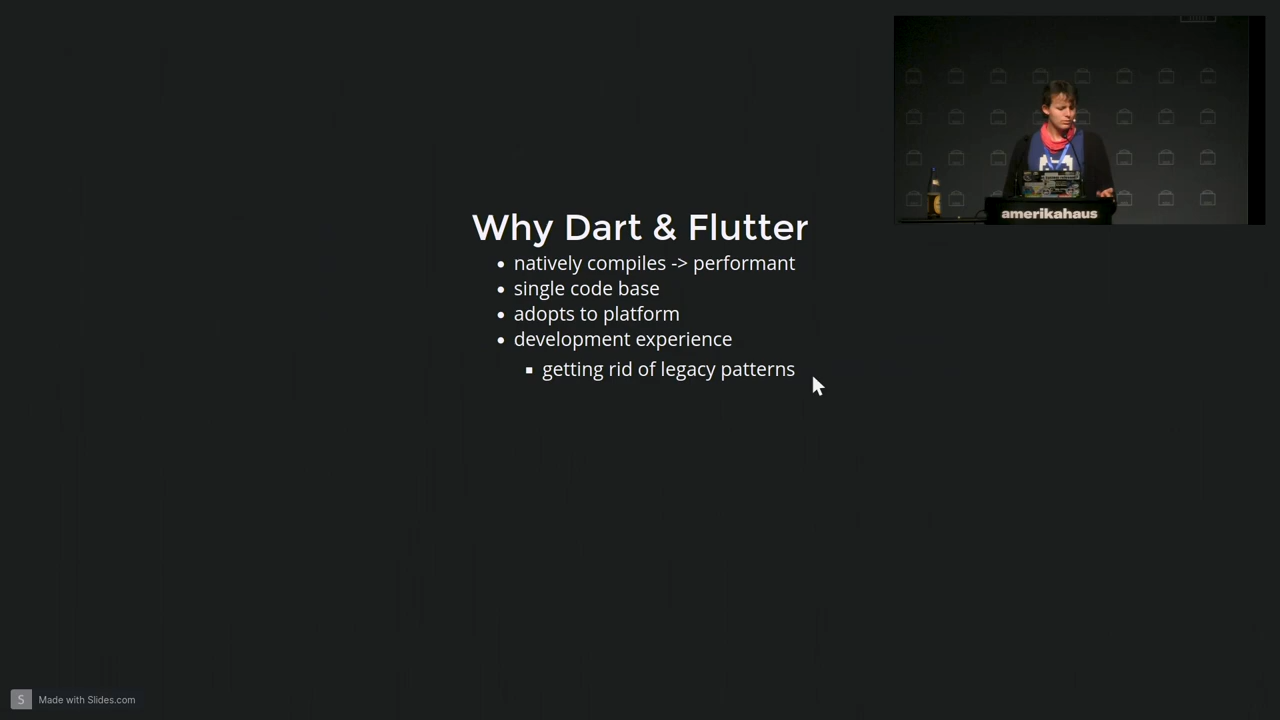 Why Dart & Flutter
natively compiles -> performant
single code base
adopts to platform
development experience
getting rid of legacy patterns
amerikahaus
S
Made with Slides.com